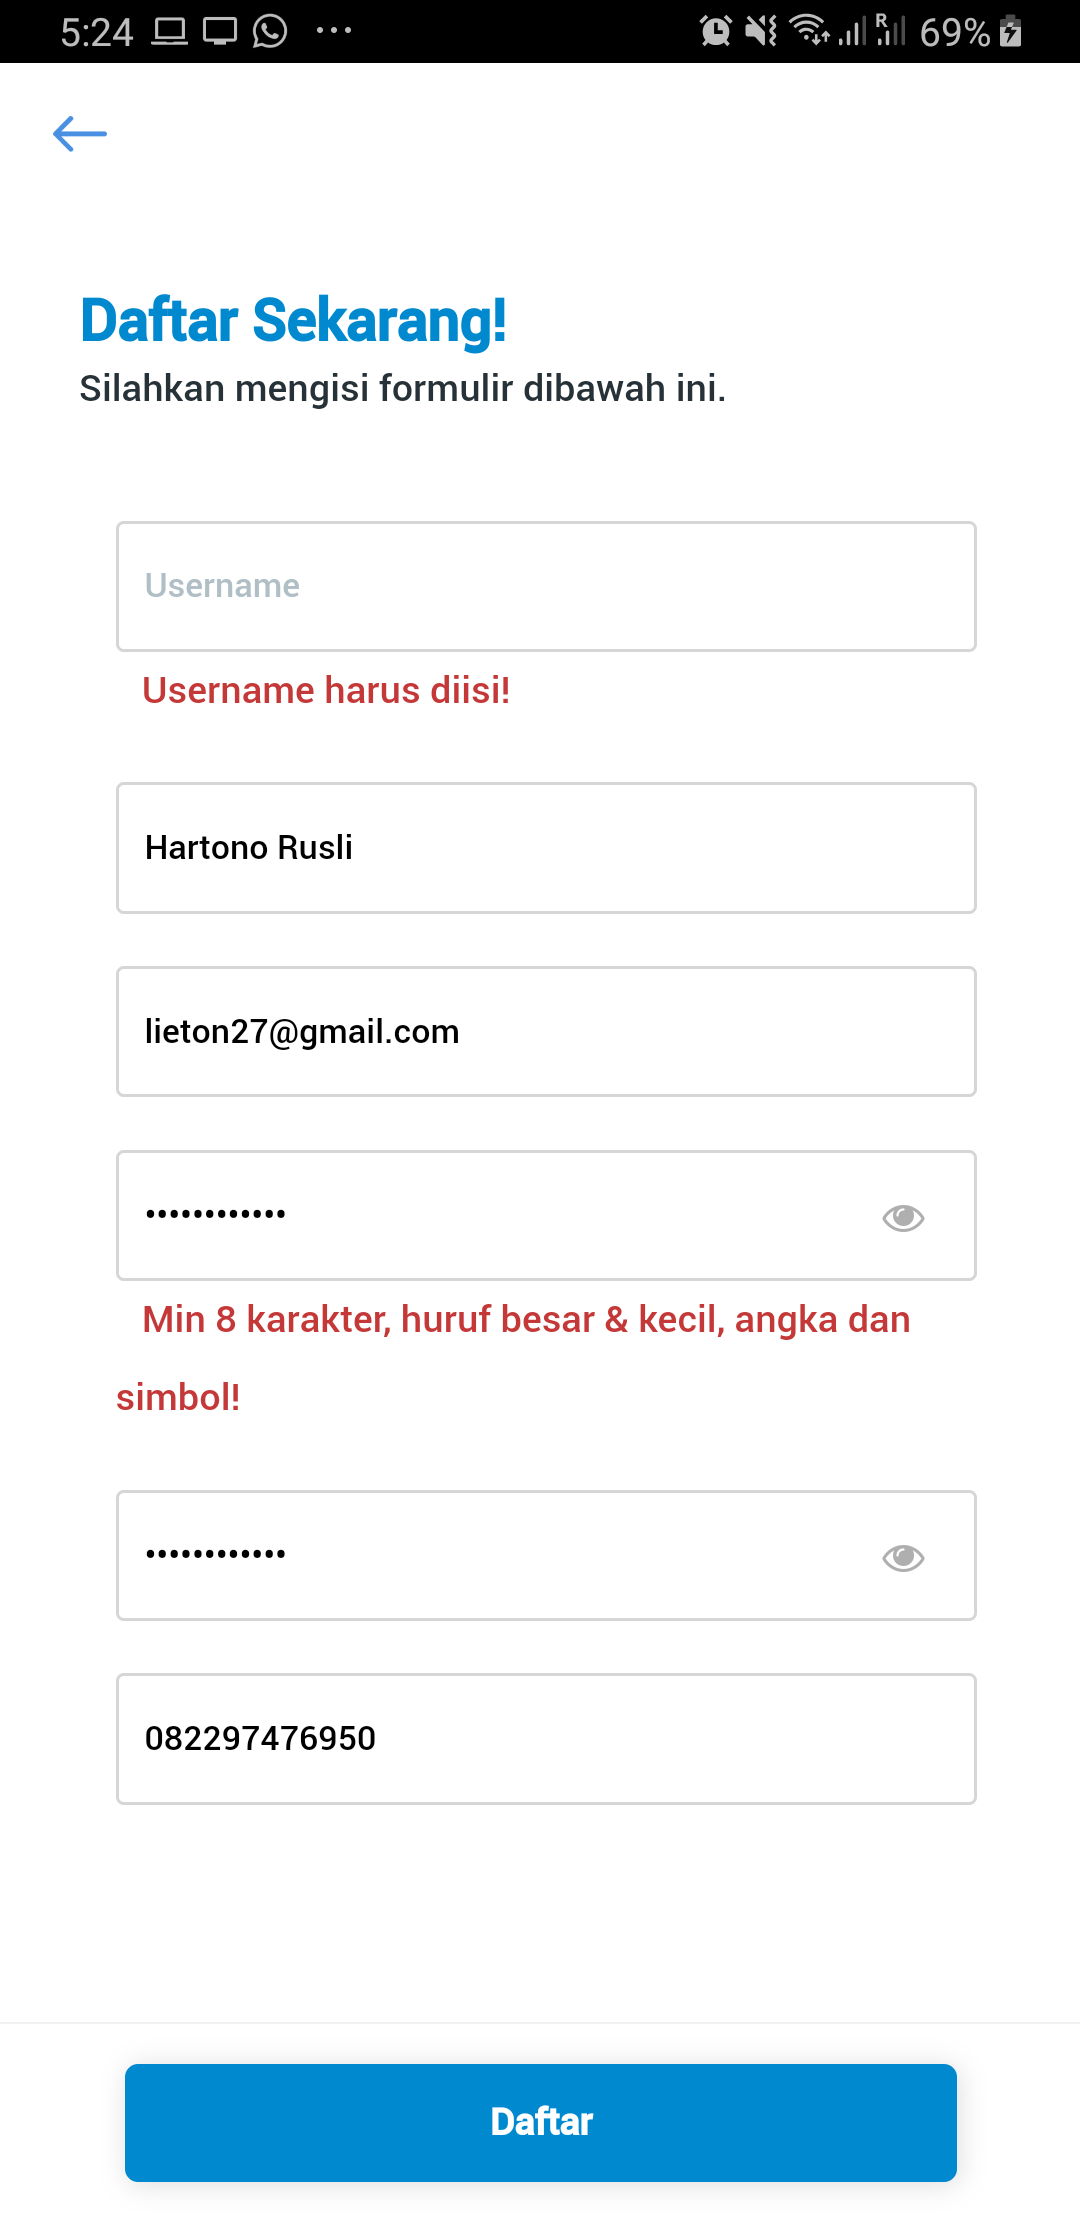 5:24
R
69%
Daftar Sekarang!
Silahkan mengisi formulir dibawah ini.
Username
Username harus diisi!
Hartono Rusli
lieton27@gmail.com
••••••••••••
Min 8 karakter, huruf besar & kecil, angka dan
simbol!
••••••••••••
082297476950
Daftar